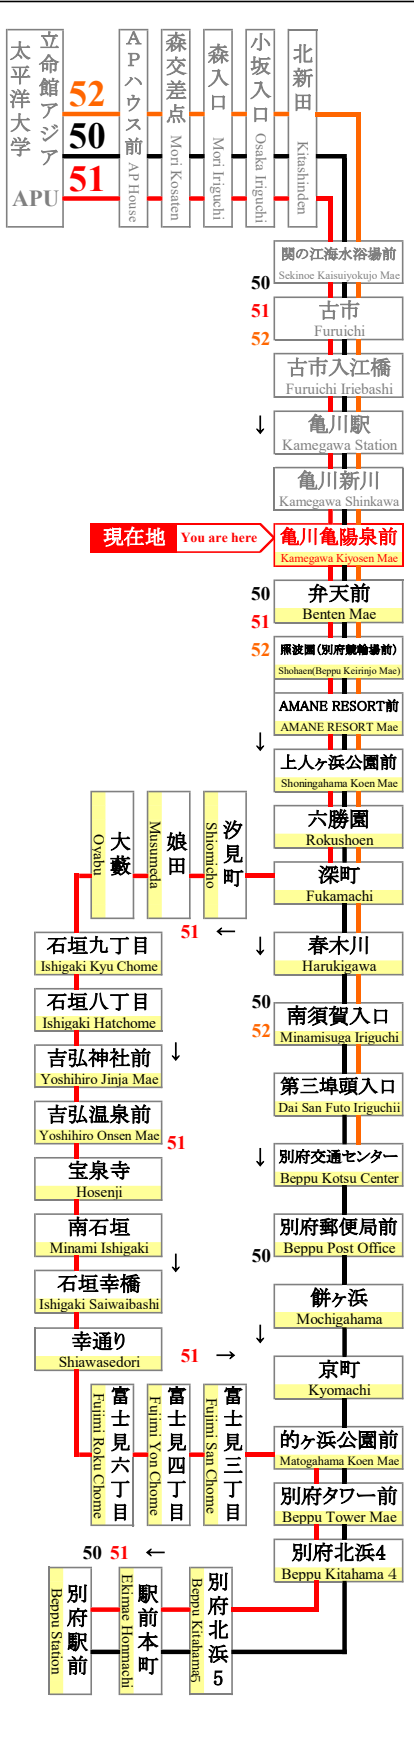 立命館アジア
太平洋大学
APU
52
50
51
APハウス前
AP House
森交差点
Mori Kosaten
森入口
Mori Iriguchi
小坂入口
Osaka Iriguchi
北新田
Kitashinden
関の江海水浴場前
Sekinoe Kaisuiyokujo Mae
50
51
52
古市
Furuichi
古市入江橋
Furuichi Iriebashi
↓
亀川駅
Kamegawa Station
亀川新川
Kamegawa Shinkawa
現在地
You are here
亀川亀陽泉前
Kamegawa Kiyosen Mae
50
51
52
弁天前
Benten Mae
照波園(別府競輪場前)
Shohaen(Beppu Keirinjo Mae)
AMANE RESORT前
AMANE RESORT Mae
↓
上人ヶ浜公園前
Shoningahama Koen Mae
六勝園
Rokushoen
深町
Fukamachi
汐見町
Shiomicho
娘田
Musumeda
大藪
Oyabu
51 ←
石垣九丁目
Ishigaki Kyu Chome
石垣八丁目
Ishigaki Hatchome
吉弘神社前
Yoshihiro Jinja Mae
↓
吉弘温泉前
Yoshihiro Onsen Mae
51
宝泉寺
Hosenji
南石垣
Minami Ishigaki
↓
石垣幸橋
Ishigaki Saiwaibashi
幸通り
Shiawasedori
51 →
富士見六丁目
Fujimi Roku Chome
富士見四丁目
Fujimi Yon Chome
富士見三丁目
Fujimi San Chome
↓
春木川
Harukigawa
50
52
南須賀入口
Minamisuga Iriguchi
第三埠頭入口
Dai San Futo Iriguchii
↓
別府交通センター
Beppu Kotsu Center
別府郵便局前
Beppu Post Office
50
餅ヶ浜
Mochigahama
↓
京町
Kyomachi
的ヶ浜公園前
Matogahama Koen Mae
別府タワー前
Beppu Tower Mae
別府北浜4
Beppu Kitahama 4
50 51 ←
別府北浜5
Beppu Kitahama5
駅前本町
Ekimae Honmachi
別府駅前
Beppu Station